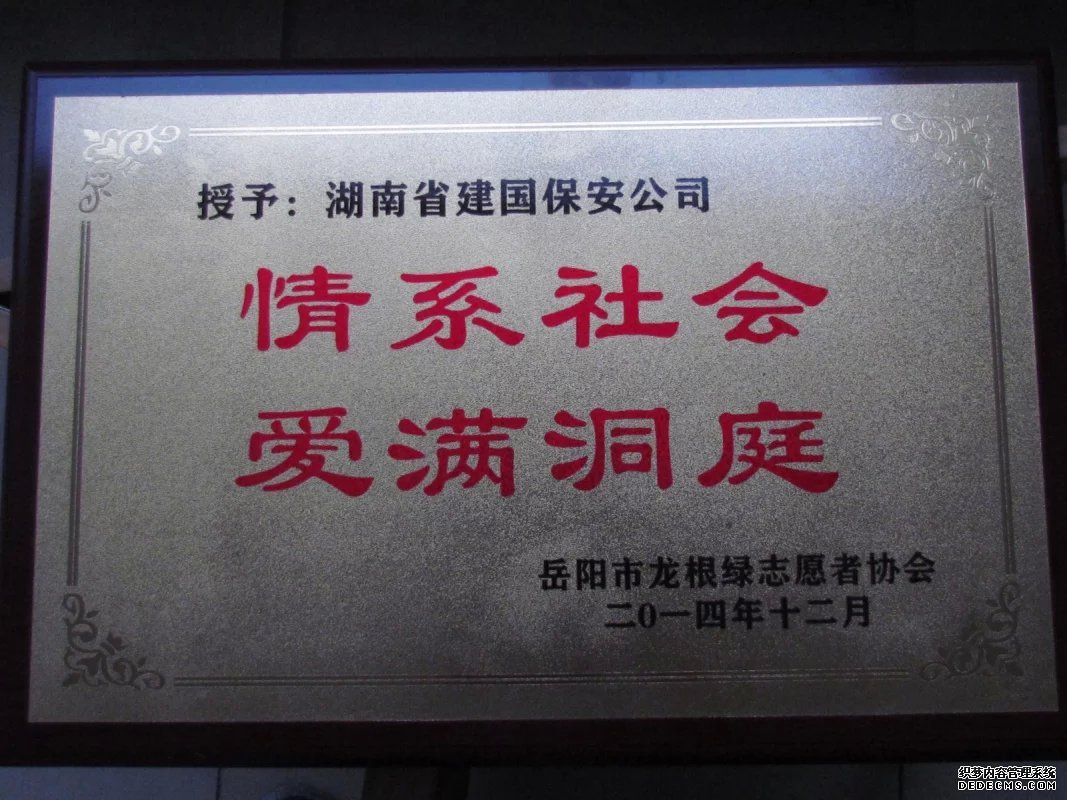 授予：湖南省建国保安公司
情系社会
爱满洞庭
岳阳市龙根绿志愿者协会
二0一四年十二月
织梦内容管理系统
DEDECMS.COM